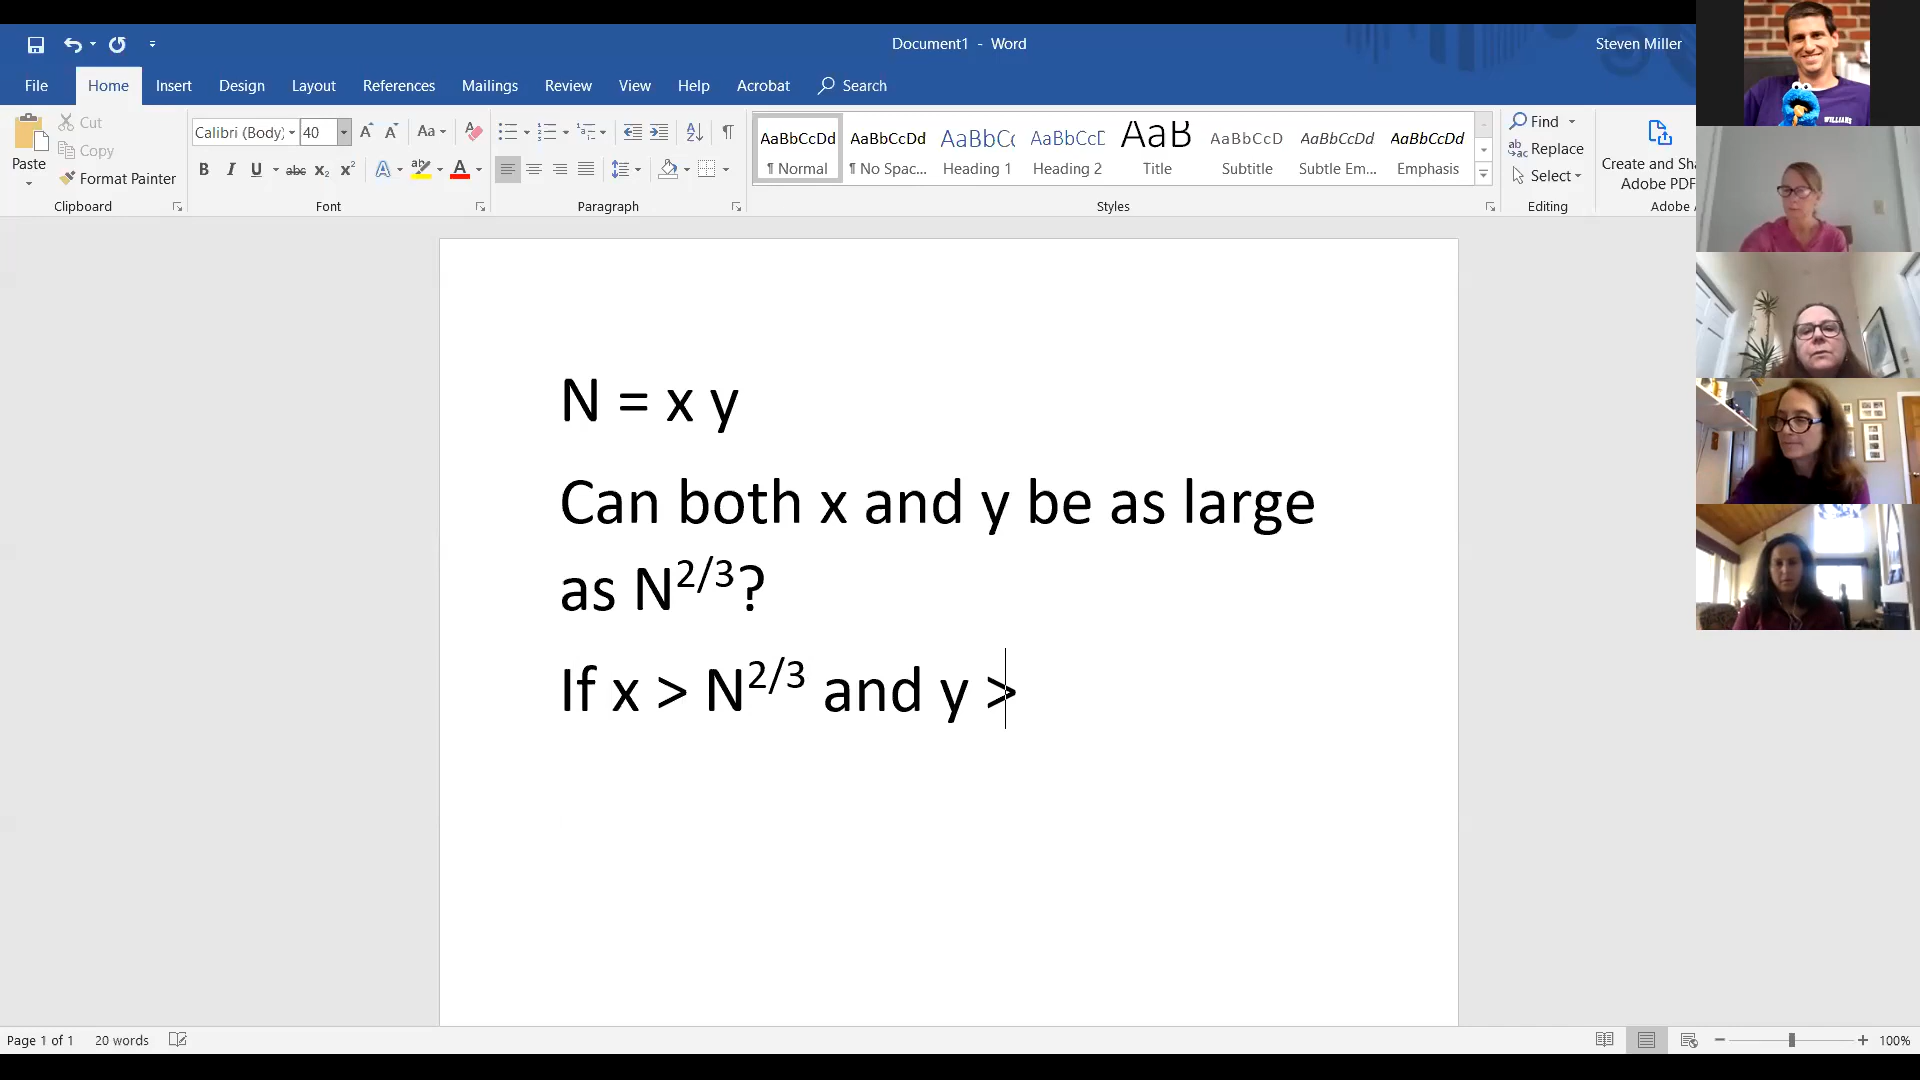 Document1 - Word
Steven Miller
File Home Insert Design Layout References Mailings Review View Help Acrobat Search
Paste
Cut
Copy
Format Painter
Clipboard
Calibri (Body) 40
Font
Paragraph
AaBbCcDd AaBbCcDd AaBbCc AaBbCcD AaB AaBbCcD AaBbCcDd AaBbCcDd
¶ Normal ¶ No Spac... Heading 1 Heading 2 Title Subtitle Subtle Em... Emphasis
Styles
Find
Replace
Select
Editing
Create and Sha
Adobe PDF
Adobe A
WILLIAMS
N = x y
Can both x and y be as large
as N^2/3?
If x > N^2/3 and y >
Page 1 of 1 20 words
100%